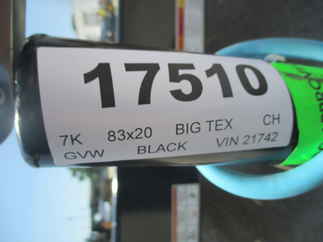 17510
7K 83x20 BIG TEX CH
GVW BLACK VIN 21742